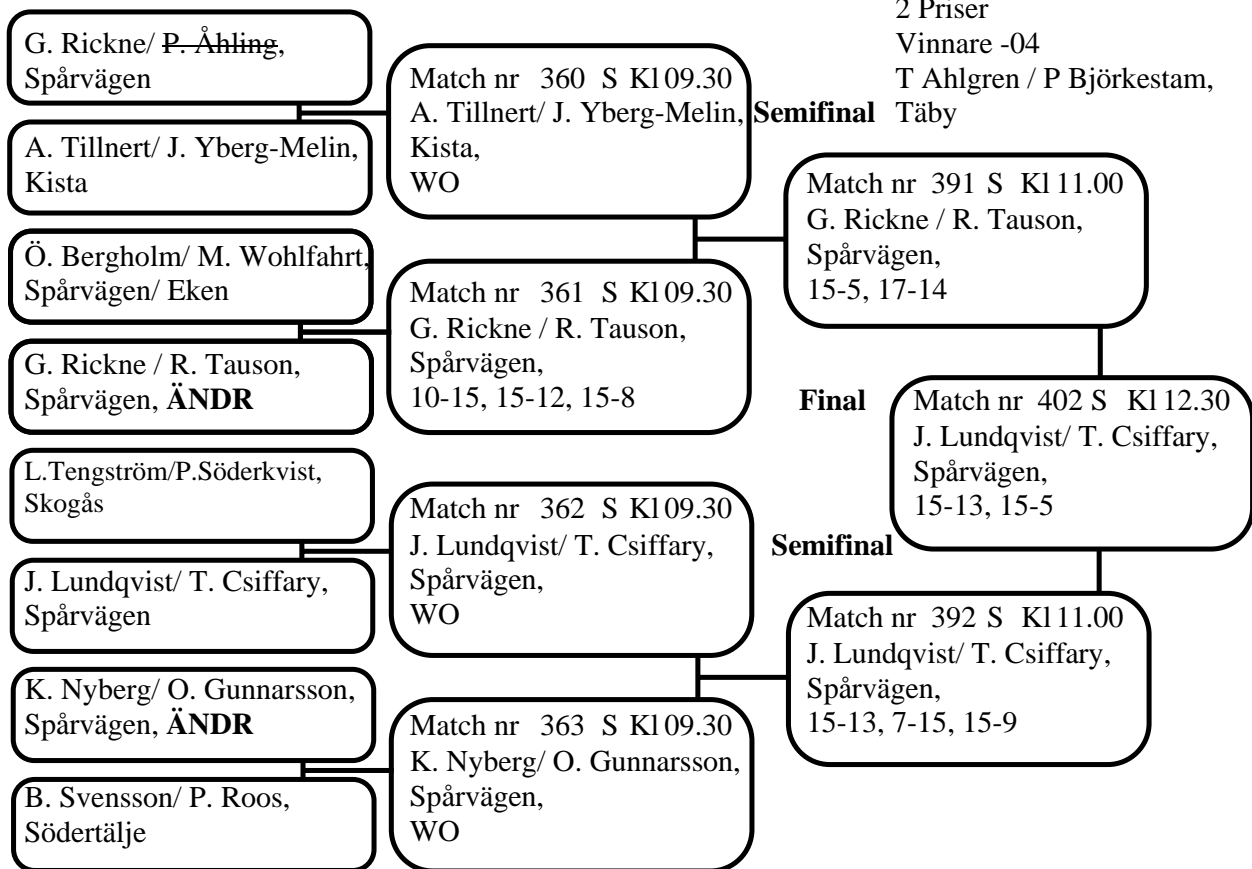 2 Priser
Vinnare -04
T Ahlgren / P Björkestam,
Täby
G. Rickne/ P. Åhling,
Spårvägen
A. Tillnert/ J. Yberg-Melin,
Kista
Ö. Bergholm/ M. Wohlfahrt,
Spårvägen/ Eken
G. Rickne / R. Tauson,
Spårvägen, ÄNDR
L.Tengström/P.Söderkvist,
Skogås
J. Lundqvist/ T. Csiffary,
Spårvägen
K. Nyberg/ O. Gunnarsson,
Spårvägen, ÄNDR
B. Svensson/ P. Roos,
Södertälje
Match nr 360 S Kl 09.30
A. Tillnert/ J. Yberg-Melin,
Kista,
WO
Match nr 361 S Kl 09.30
G. Rickne / R. Tauson,
Spårvägen,
10-15, 15-12, 15-8
Match nr 362 S Kl 09.30
J. Lundqvist/ T. Csiffary,
Spårvägen,
WO
Match nr 363 S Kl 09.30
K. Nyberg/ O. Gunnarsson,
Spårvägen,
WO
Semifinal
Match nr 391 S Kl 11.00
G. Rickne / R. Tauson,
Spårvägen,
15-5, 17-14
Semifinal
Match nr 392 S Kl 11.00
J. Lundqvist/ T. Csiffary,
Spårvägen,
15-13, 7-15, 15-9
Final
Match nr 402 S Kl 12.30
J. Lundqvist/ T. Csiffary,
Spårvägen,
15-13, 15-5